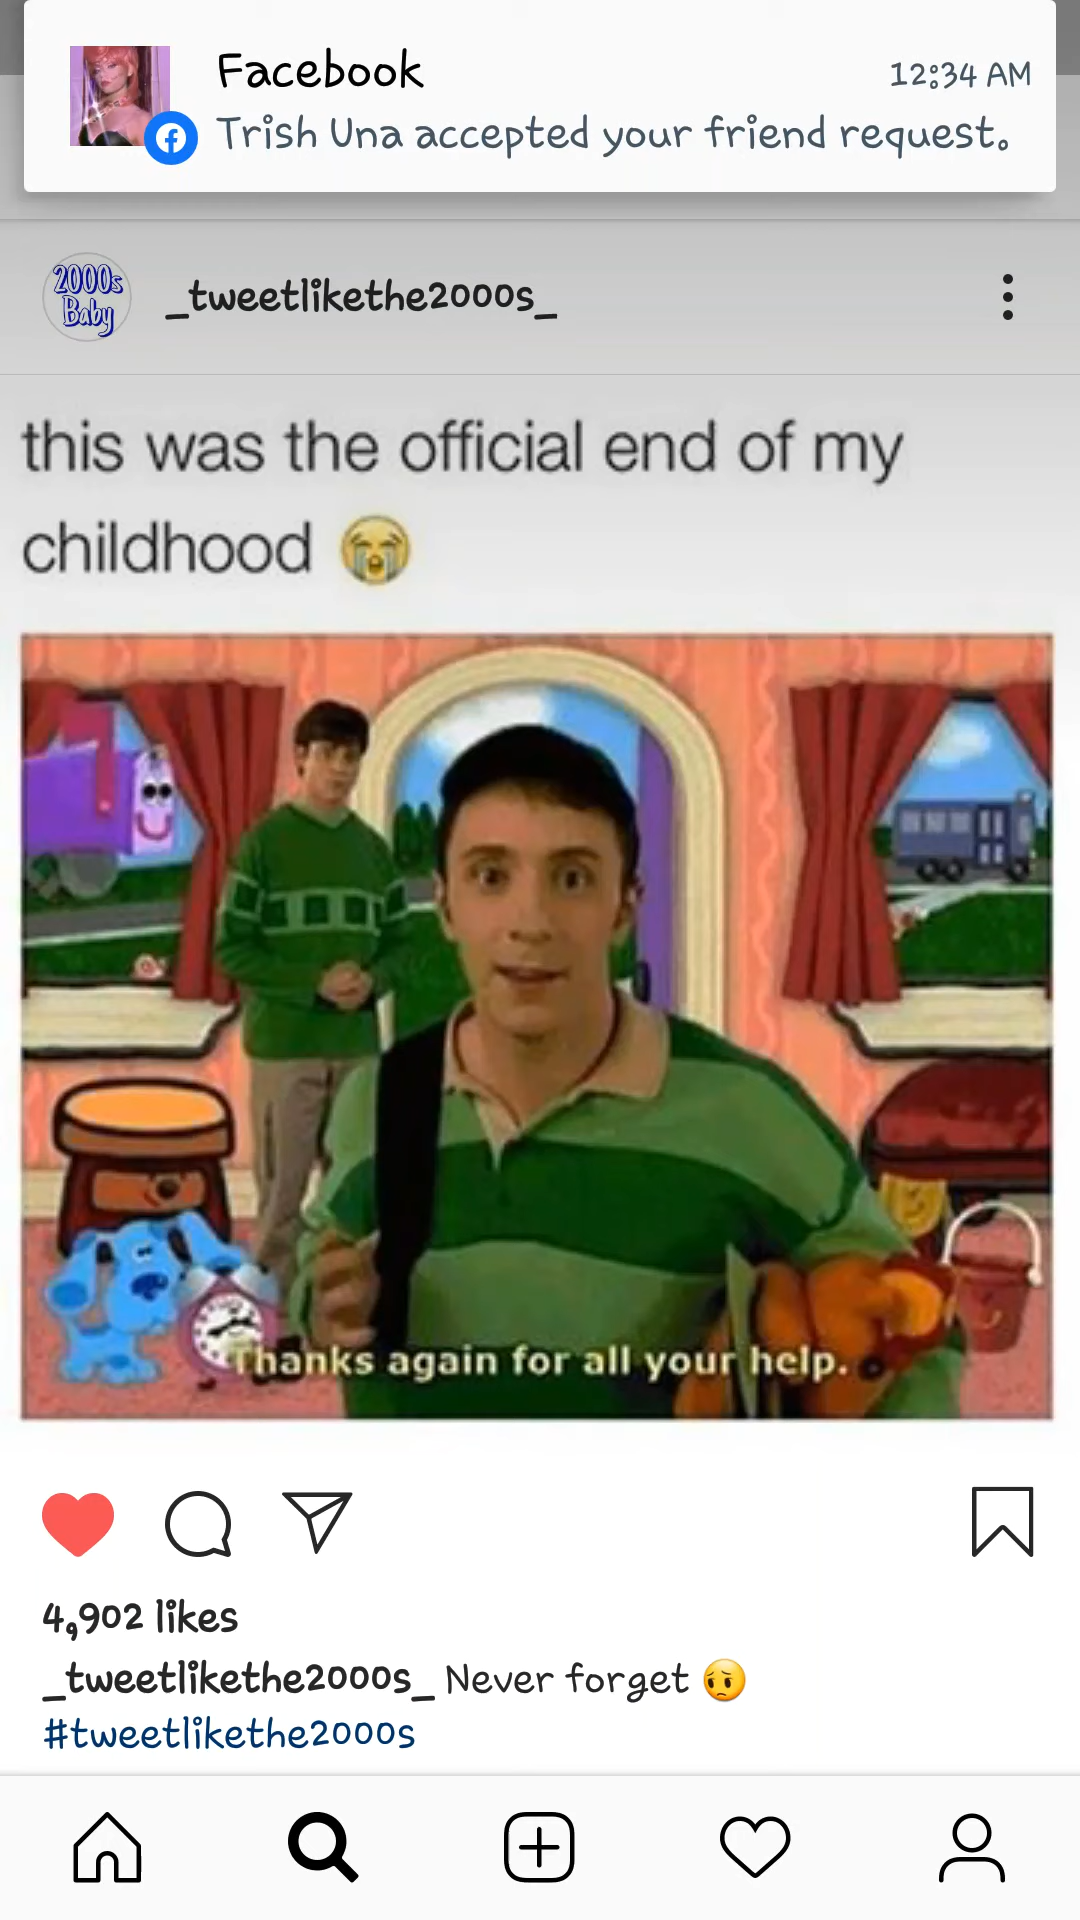 Facebook
12:34 AM
Trish Una accepted your friend request.
2000s
Baby
_tweetlikethe2000s_
this was the official end of my
childhood 😭
Thanks again for all your help.
4,902 likes
_tweetlikethe2000s_ Never forget 😔
#tweetlikethe2000s